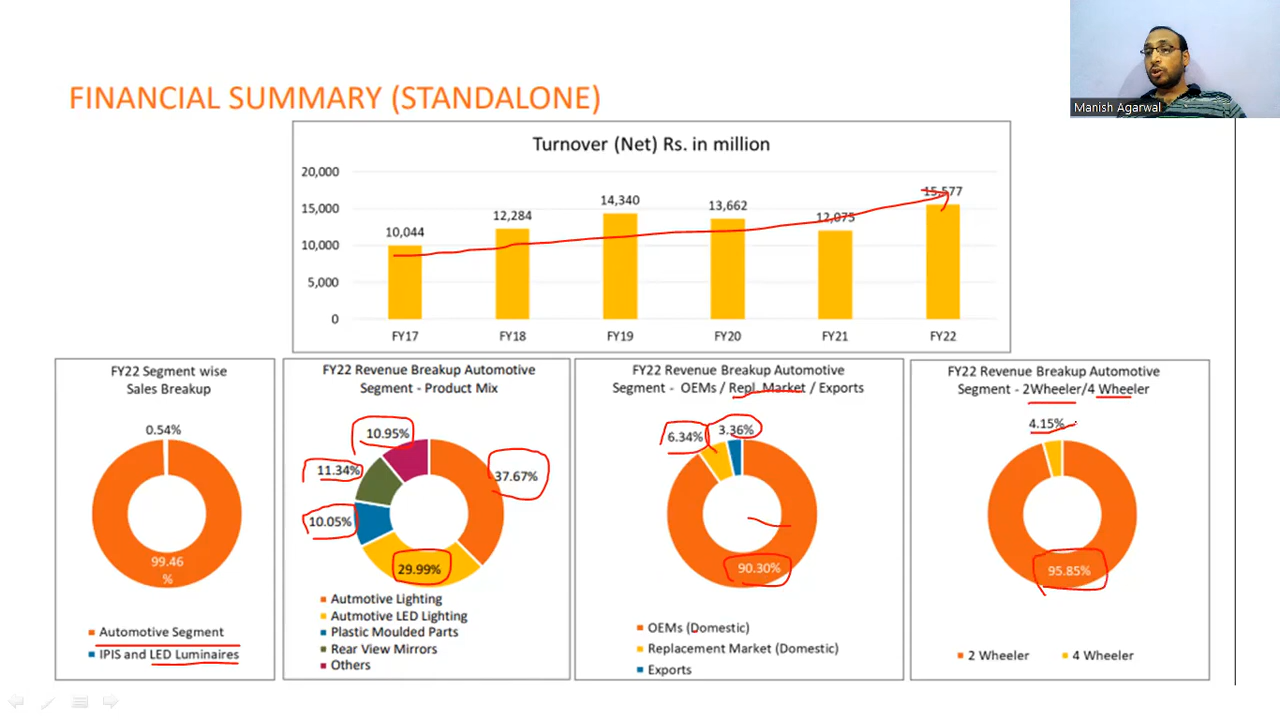 Manish Agarwal
FINANCIAL SUMMARY (STANDALONE)
Turnover (Net) Rs. in million
20,000
15,000
10,000
5,000
0
10,044
12,284
14,340
13,662
12,075
15,577
FY17
FY18
FY19
FY20
FY21
FY22
FY22 Segment wise
Sales Breakup
0.54%
99.46
%
Automotive Segment
IPIS and LED Luminaires
FY22 Revenue Breakup Automotive
Segment - Product Mix
10.95%
11.34%
37.67%
10.05%
29.99%
Autmotive Lighting
Autmotive LED Lighting
Plastic Moulded Parts
Rear View Mirrors
Others
FY22 Revenue Breakup Automotive
Segment - OEMs / Repl. Market / Exports
6.34%
3.36%
90.30%
OEMs (Domestic)
Replacement Market (Domestic)
Exports
FY22 Revenue Breakup Automotive
Segment - 2Wheeler/4 Wheeler
4.15%
95.85%
2 Wheeler
4 Wheeler